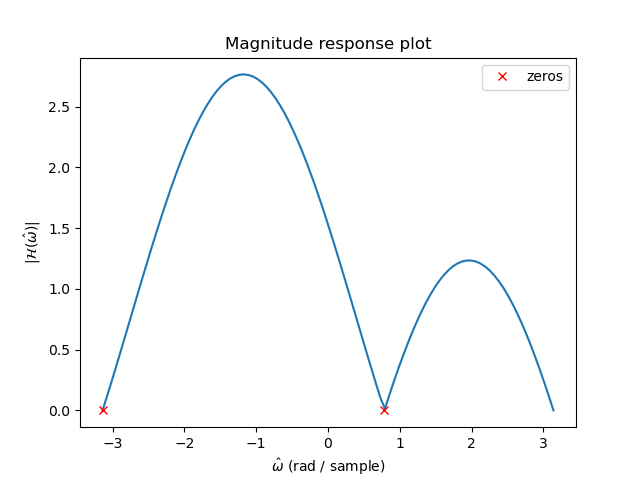 Magnitude response plot
zeros
|ℋ(ω̂)|
2.5
2.0
1.5
1.0
0.5
0.0
−3 −2 −1 0 1 2 3
ω̂ (rad / sample)